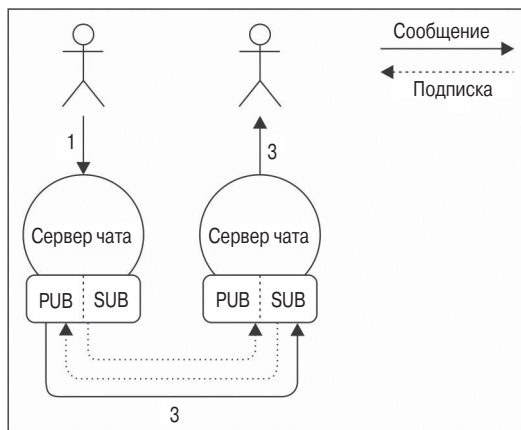 Сообщение
Подписка
1
3
Сервер чата
Сервер чата
PUB SUB
PUB SUB
3